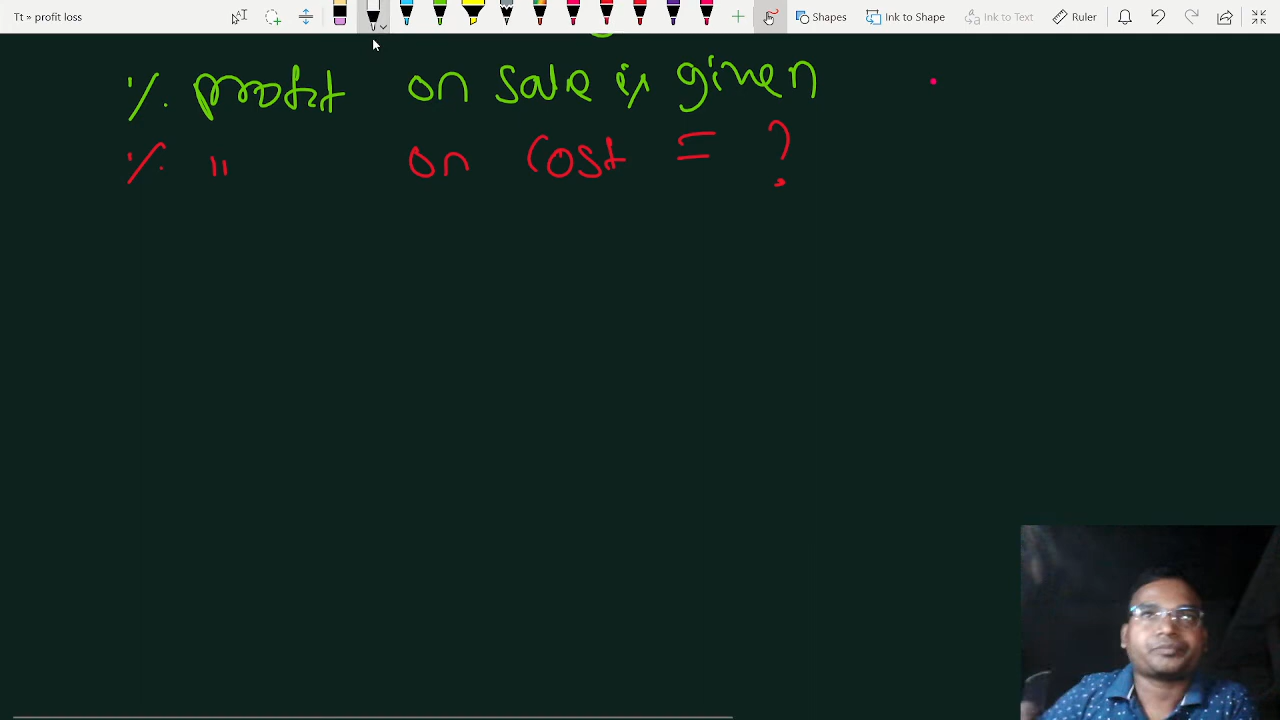 Tt » profit loss
Shapes
Ink to Shape
Ink to Text
Ruler
% profit on sale is given
% " on Cost = ?